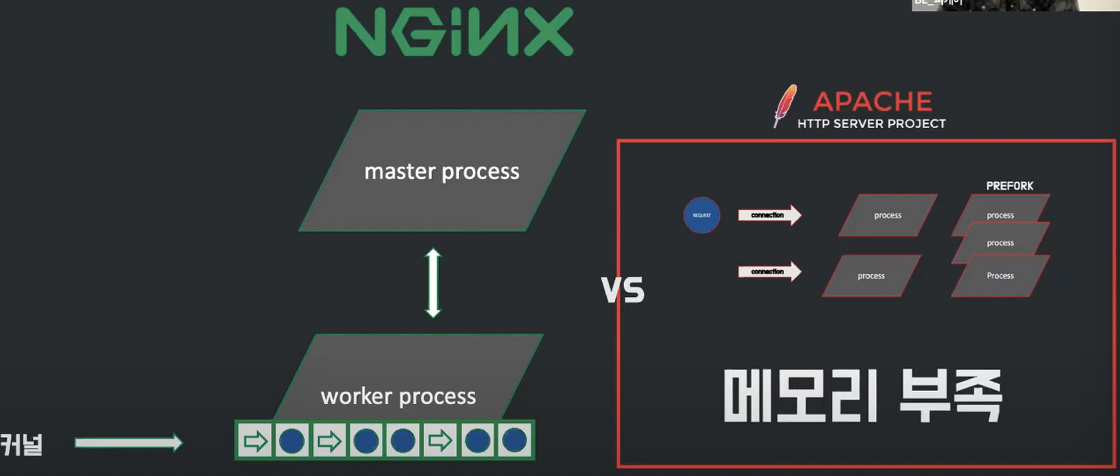 NGINX
master process
worker process
커널
VS
APACHE
HTTP SERVER PROJECT
PREFORK
REQUEST
connection
process
process
process
connection
process
Process
메모리 부족